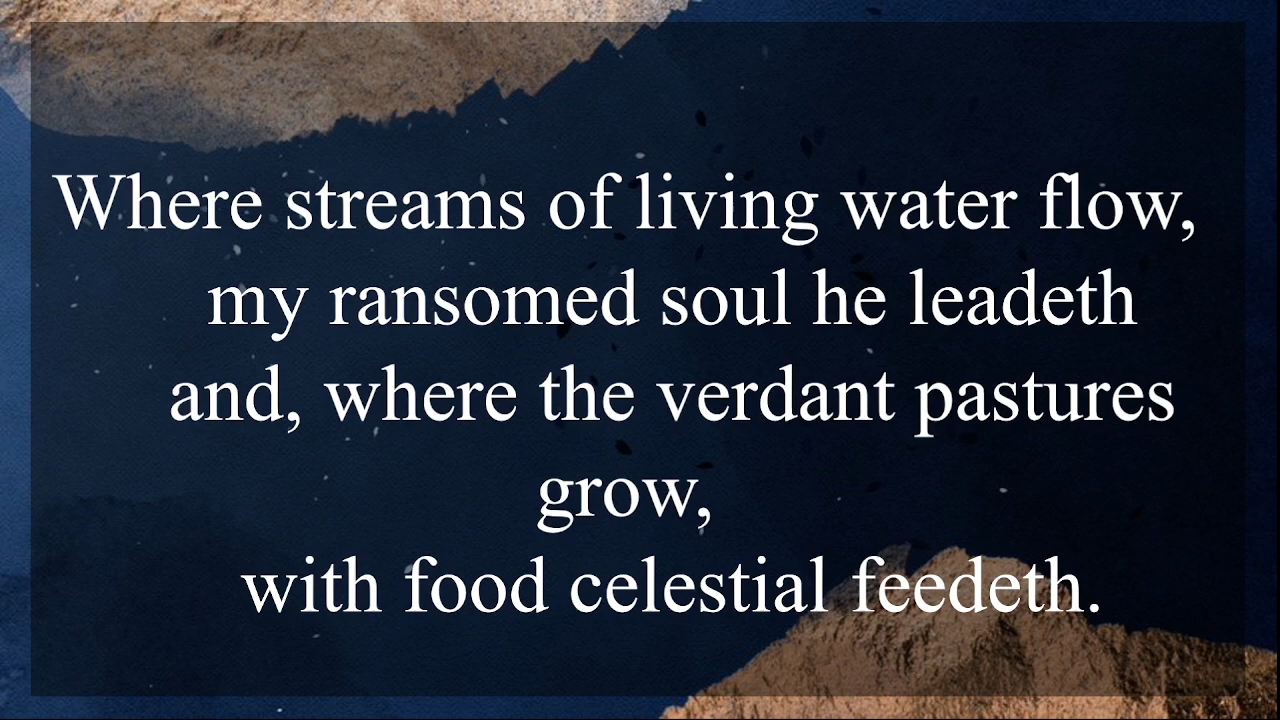 Where streams of living water flow,
my ransomed soul he leadeth
and, where the verdant pastures
grow,
with food celestial feedeth.